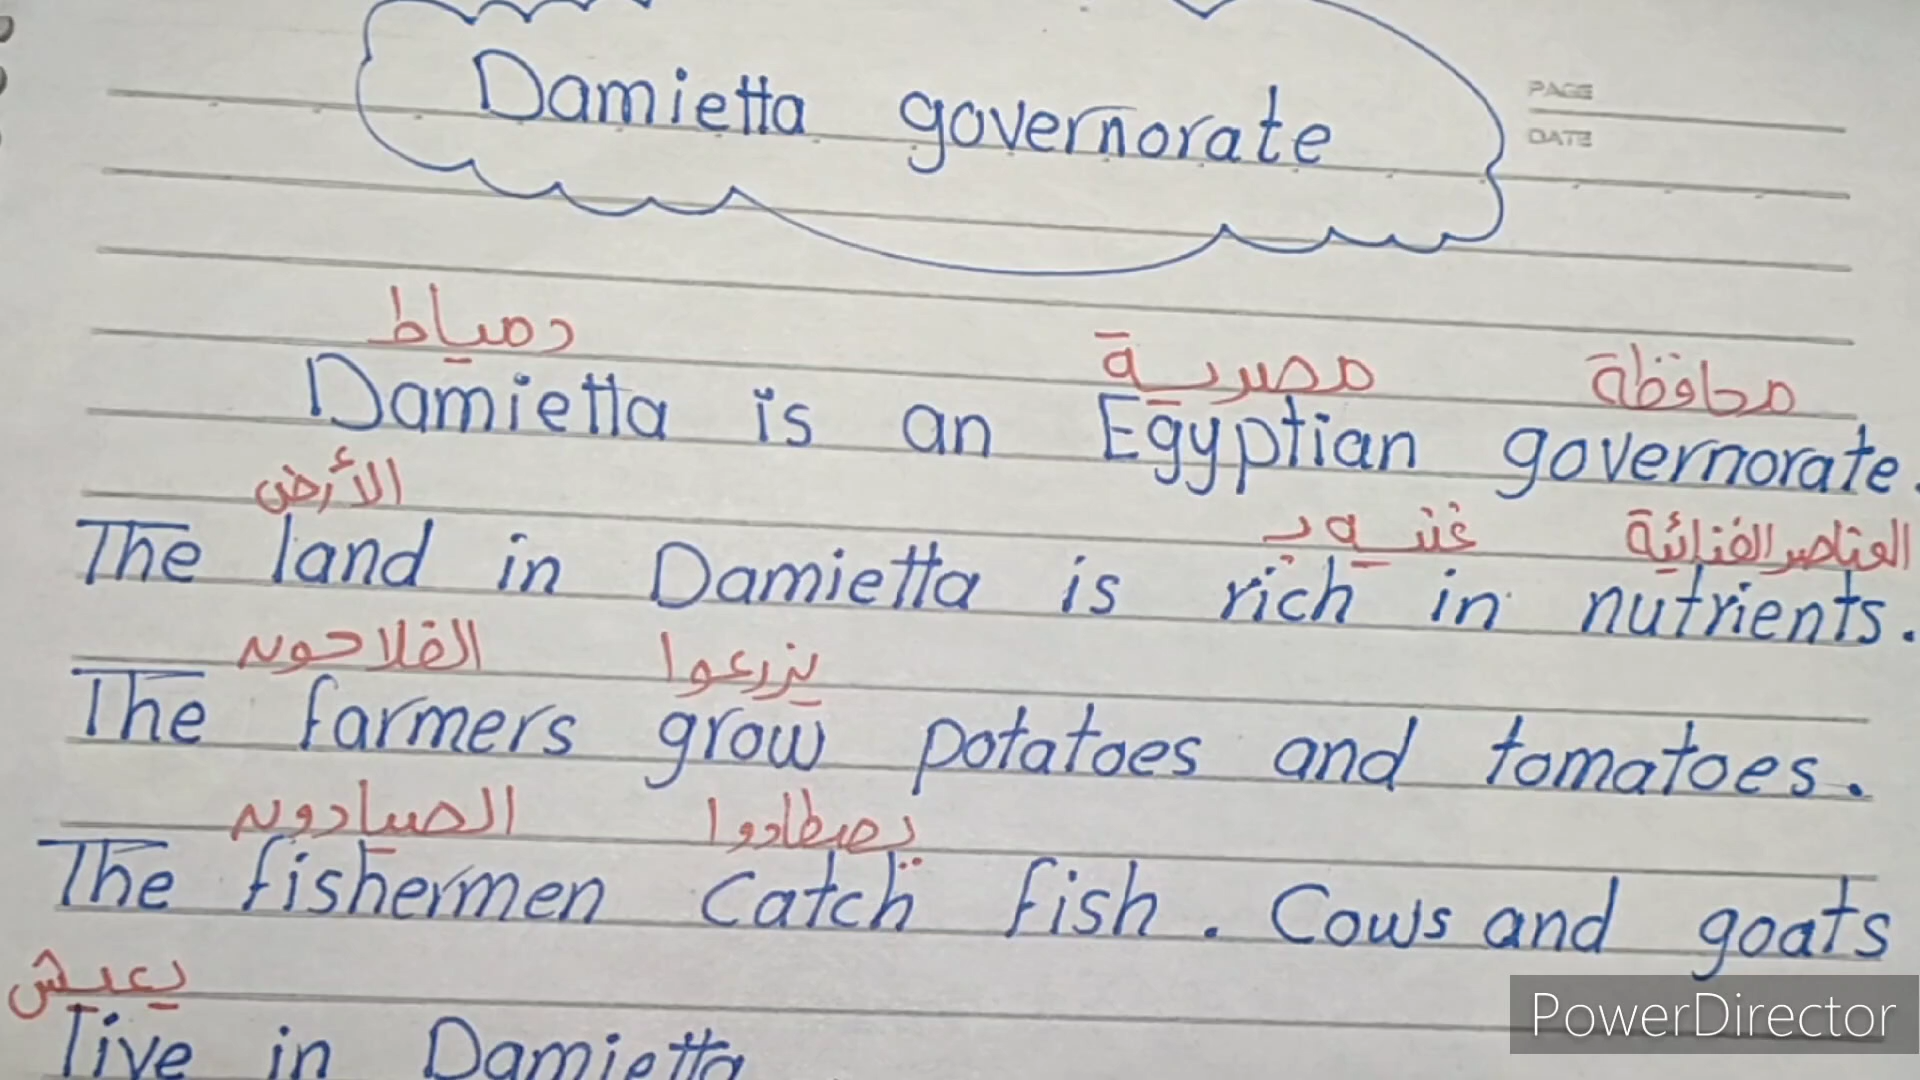 Damietta governorate
PAGE
DATE
دمياط مصرية محافظة
Damietta is an Egyptian governorate.
الأرض غنيه ب العناصر الغذائية
The land in Damietta is rich in nutrients.
الفلاحون يزرعوا
The farmers grow potatoes and tomatoes.
الصيادون يصطادوا
The fishermen catch fish. Cows and goats
يعيش
live in Damietta
PowerDirector